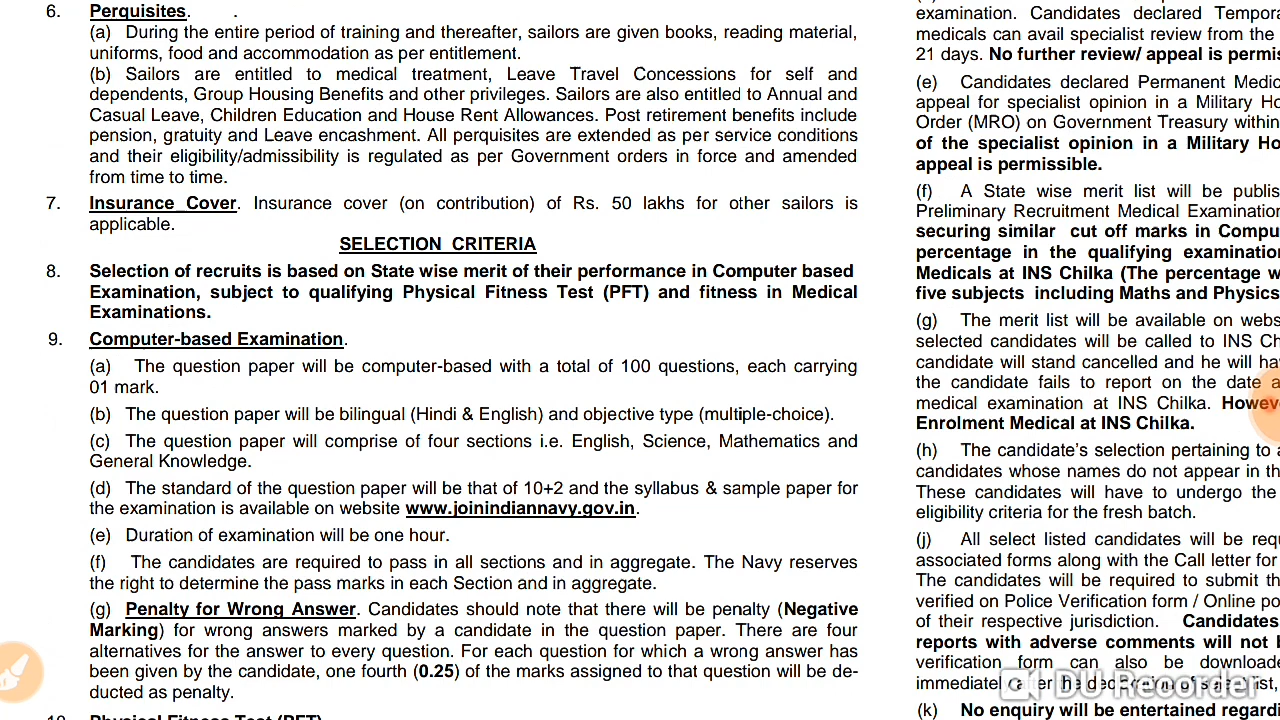 6. Perquisites.
(a) During the entire period of training and thereafter, sailors are given books, reading material,
uniforms, food and accommodation as per entitlement.
(b) Sailors are entitled to medical treatment, Leave Travel Concessions for self and
dependents, Group Housing Benefits and other privileges. Sailors are also entitled to Annual and
Casual Leave, Children Education and House Rent Allowances. Post retirement benefits include
pension, gratuity and Leave encashment. All perquisites are extended as per service conditions
and their eligibility/admissibility is regulated as per Government orders in force and amended
from time to time.
7. Insurance Cover. Insurance cover (on contribution) of Rs. 50 lakhs for other sailors is
applicable.
SELECTION CRITERIA
8. Selection of recruits is based on State wise merit of their performance in Computer based
Examination, subject to qualifying Physical Fitness Test (PFT) and fitness in Medical
Examinations.
9. Computer-based Examination.
(a) The question paper will be computer-based with a total of 100 questions, each carrying
01 mark.
(b) The question paper will be bilingual (Hindi & English) and objective type (multiple-choice).
(c) The question paper will comprise of four sections i.e. English, Science, Mathematics and
General Knowledge.
(d) The standard of the question paper will be that of 10+2 and the syllabus & sample paper for
the examination is available on website www.joinindiannavy.gov.in.
(e) Duration of examination will be one hour.
(f) The candidates are required to pass in all sections and in aggregate. The Navy reserves
the right to determine the pass marks in each Section and in aggregate.
(g) Penalty for Wrong Answer. Candidates should note that there will be penalty (Negative
Marking) for wrong answers marked by a candidate in the question paper. There are four
alternatives for the answer to every question. For each question for which a wrong answer has
been given by the candidate, one fourth (0.25) of the marks assigned to that question will be de-
ducted as penalty.
10. Physical Fitness Test (PFT)
examination. Candidates declared Tempora
medicals can avail specialist review from the
21 days. No further review/ appeal is permis
(e) Candidates declared Permanent Medic
appeal for specialist opinion in a Military Ho
Order (MRO) on Government Treasury within
of the specialist opinion in a Military Ho
appeal is permissible.
(f) A State wise merit list will be publis
Preliminary Recruitment Medical Examination
securing similar cut off marks in Compu
percentage in the qualifying examination
Medicals at INS Chilka (The percentage w
five subjects including Maths and Physics
(g) The merit list will be available on webs
selected candidates will be called to INS Ch
candidate will stand cancelled and he will ha
the candidate fails to report on the date a
medical examination at INS Chilka. Howeve
Enrolment Medical at INS Chilka.
(h) The candidate's selection pertaining to a
candidates whose names do not appear in th
These candidates will have to undergo the
eligibility criteria for the fresh batch.
(j) All select listed candidates will be requ
associated forms along with the Call letter for
The candidates will be required to submit th
verified on Police Verification form / Online po
of their respective jurisdiction. Candidates
reports with adverse comments will not l
verification form can also be downloade
immediatel after the declaration of select list,
DU Recorder
(k) No enquiry will be entertained regardi